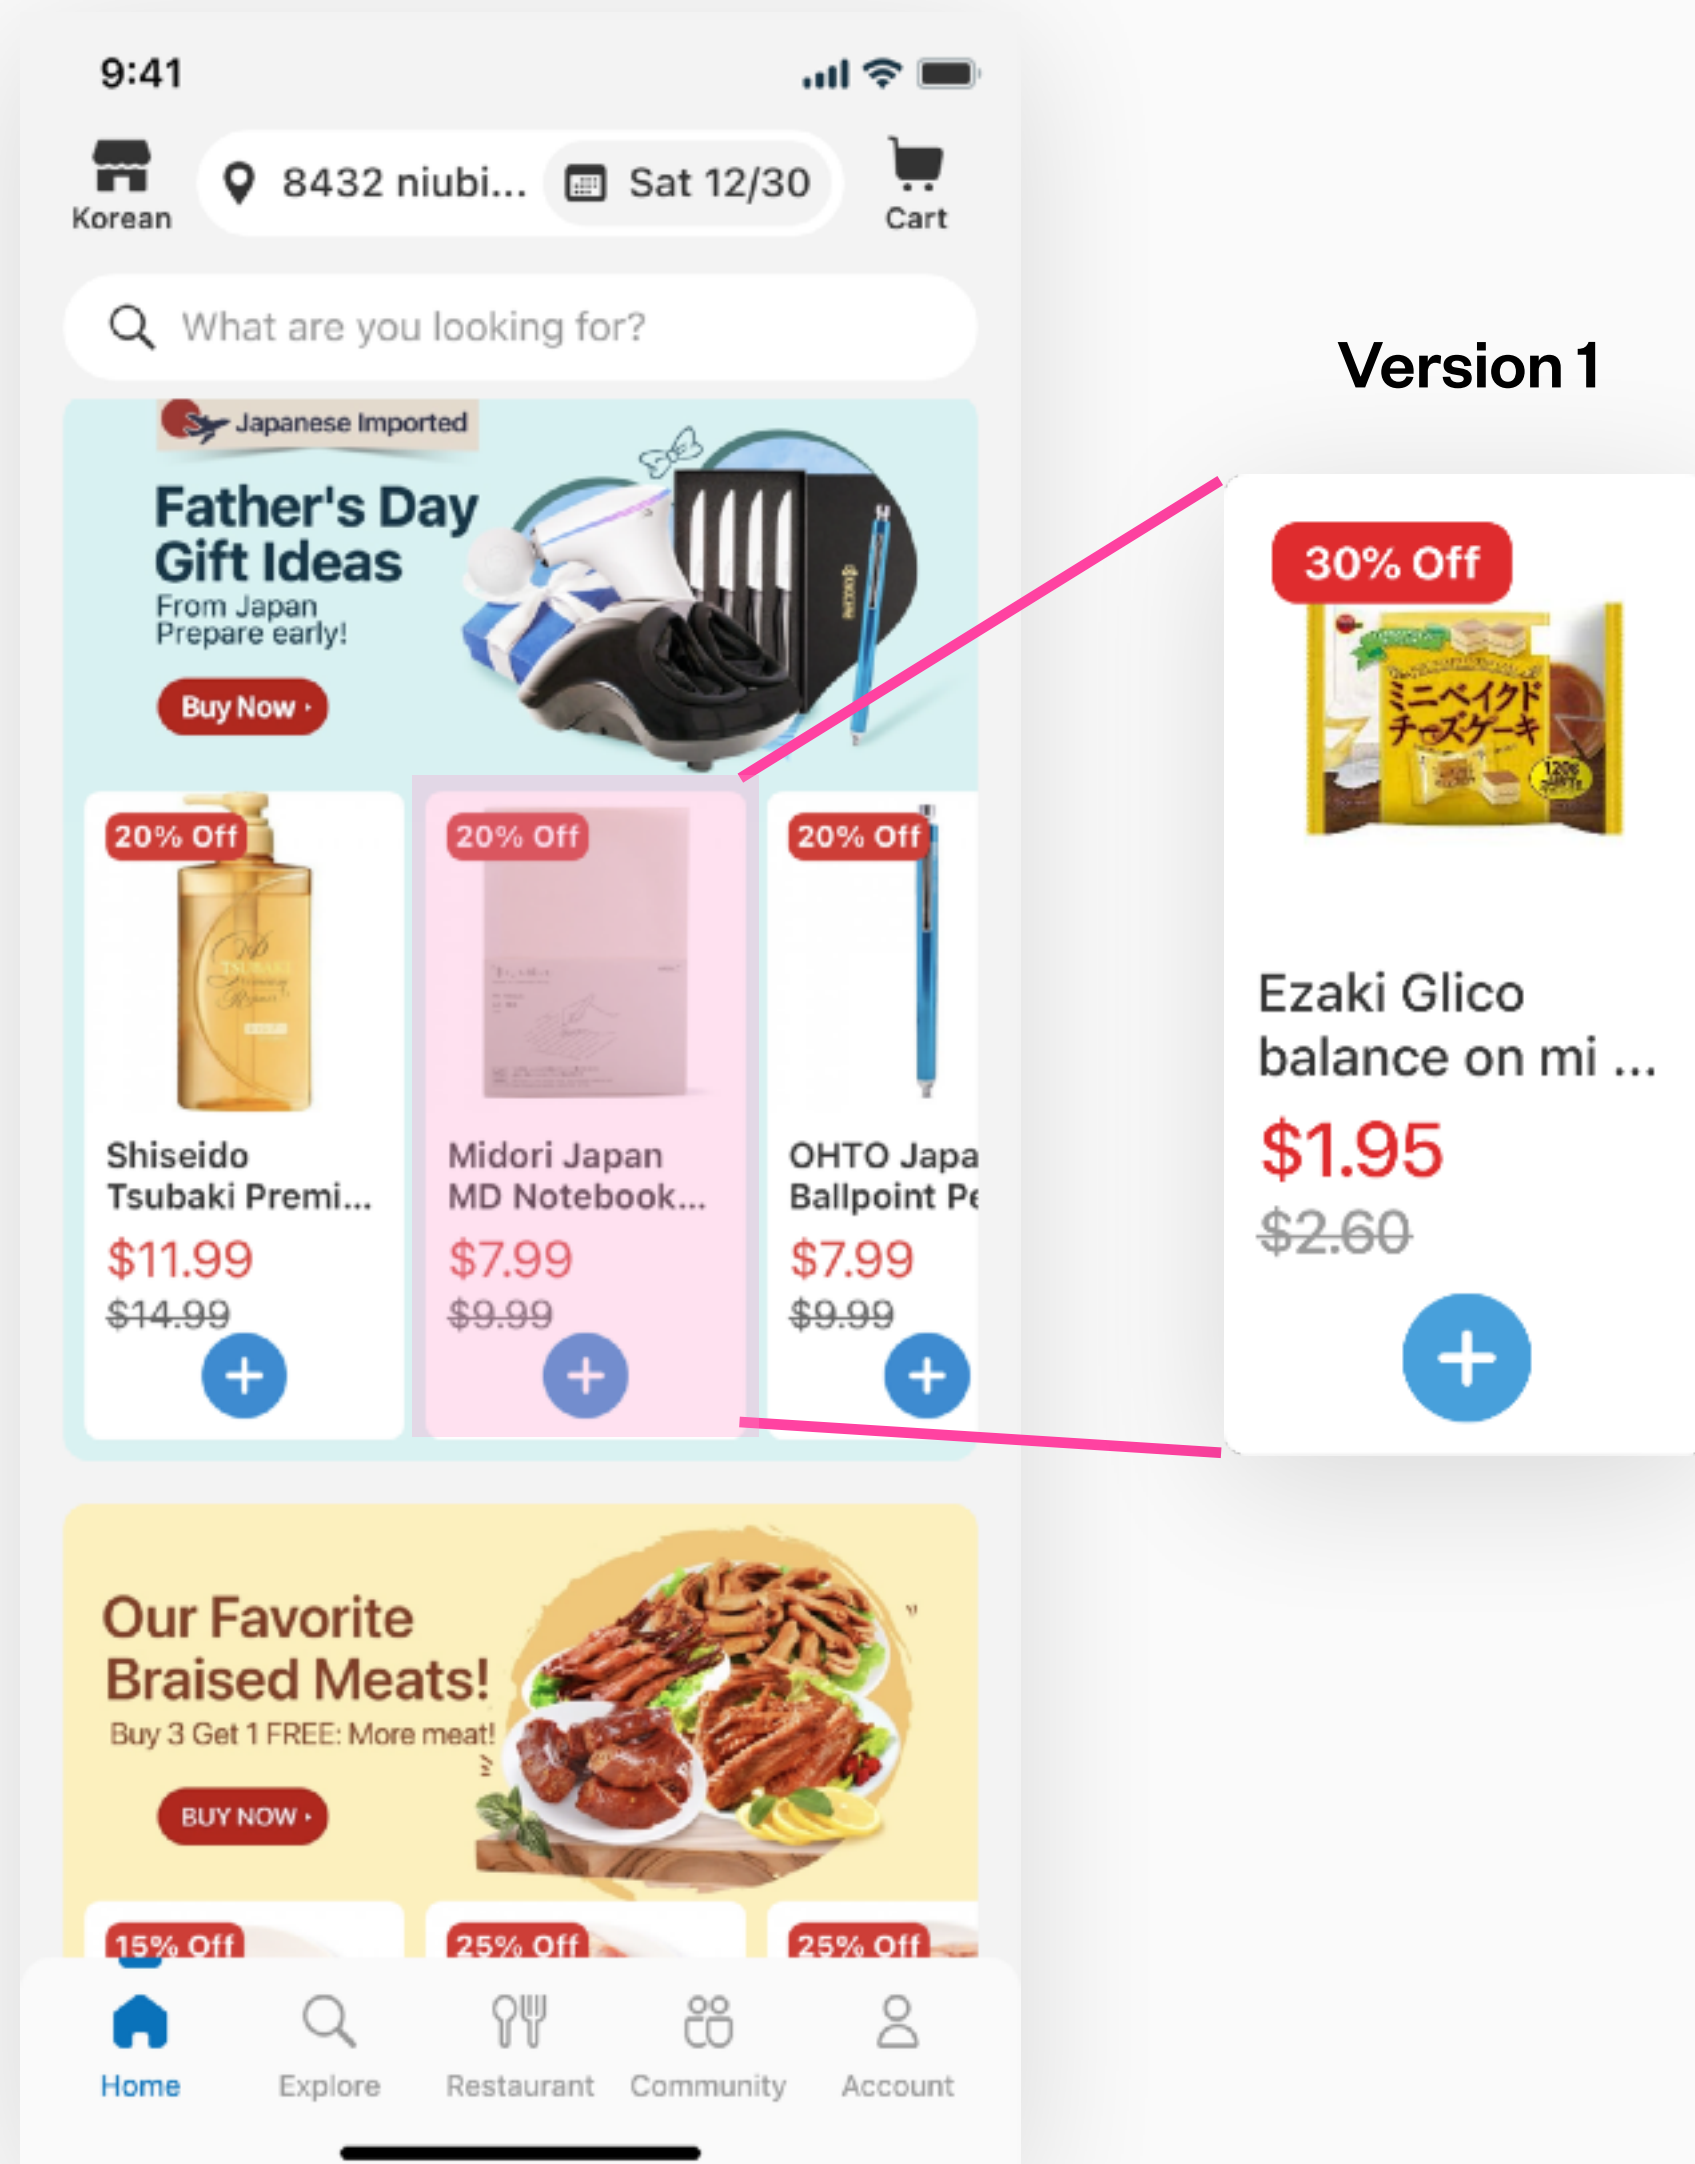 9:41
Korean
8432 niubi...
Sat 12/30
Cart
What are you looking for?
Japanese Imported
Father's Day
Gift Ideas
From Japan
Prepare early!
Buy Now
20% Off
Shiseido
Tsubaki Premi...
$11.99
$14.99
20% Off
Midori Japan
MD Notebook...
$7.99
$9.99
20% Off
OHTO Japa
Ballpoint Pe
$7.99
$9.99
Our Favorite
Braised Meats!
Buy 3 Get 1 FREE: More meat!
BUY NOW
15% Off
25% Off
25% Off
Home
Explore
Restaurant
Community
Account
Version 1
30% Off
ミニベイクド
チーズケーキ
120g
Ezaki Glico
balance on mi ...
$1.95
$2.60